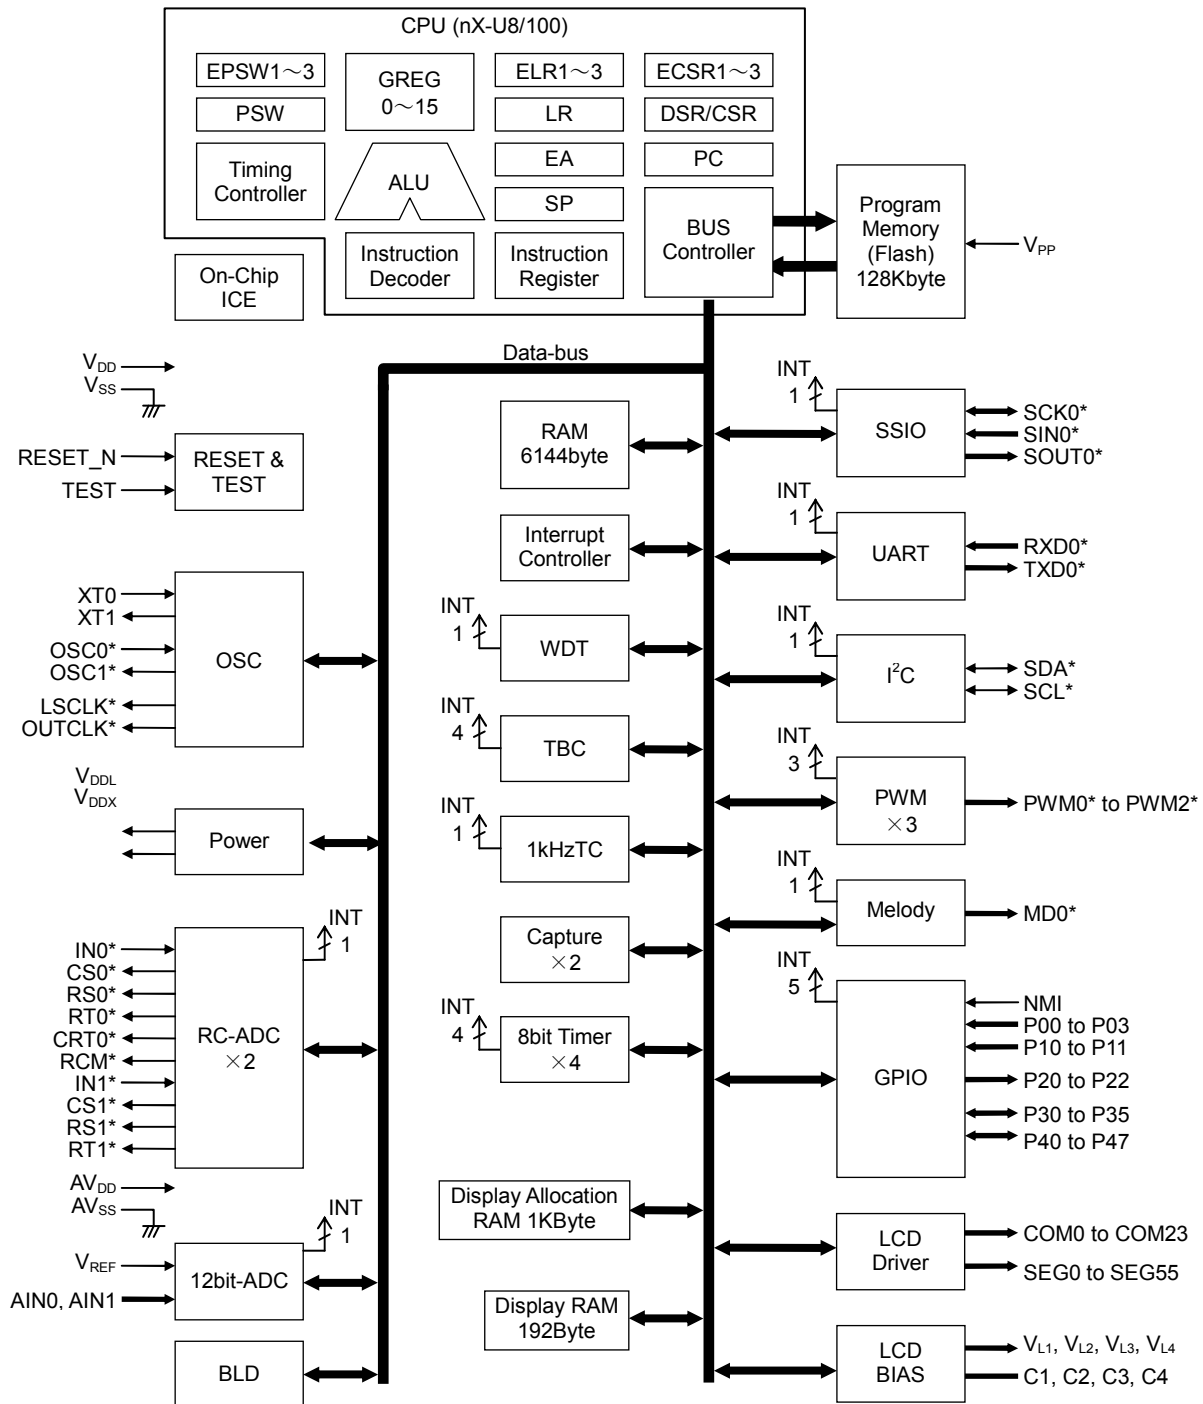 CPU (nX-U8/100)
EPSW1～3
GREG
0～15
ELR1～3
ECSR1～3
PSW
LR
DSR/CSR
Timing
Controller
ALU
EA
PC
SP
BUS
Controller
Program
Memory
(Flash)
128Kbyte
VPP
Instruction
Decoder
Instruction
Register
On-Chip
ICE
Data-bus
VDD
VSS
RESET_N
TEST
RESET &
TEST
XT0
XT1
OSC0*
OSC1*
LSCLK*
OUTCLK*
OSC
VDDL
VDDX
Power
IN0*
CS0*
RS0*
RT0*
CRT0*
RCM*
IN1*
CS1*
RS1*
RT1*
RC-ADC
×2
INT
1
AVDD
AVSS
VREF
AIN0, AIN1
12bit-ADC
INT
1
BLD
RAM
6144byte
Interrupt
Controller
INT
1
WDT
INT
4
TBC
INT
1
1kHzTC
Capture
×2
INT
4
8bit Timer
×4
Display Allocation
RAM 1KByte
Display RAM
192Byte
INT
1
SSIO
SCK0*
SIN0*
SOUT0*
INT
1
UART
RXD0*
TXD0*
INT
1
I²C
SDA*
SCL*
INT
3
PWM
×3
PWM0* to PWM2*
INT
1
Melody
MD0*
INT
5
GPIO
NMI
P00 to P03
P10 to P11
P20 to P22
P30 to P35
P40 to P47
LCD
Driver
COM0 to COM23
SEG0 to SEG55
LCD
BIAS
VL1, VL2, VL3, VL4
C1, C2, C3, C4